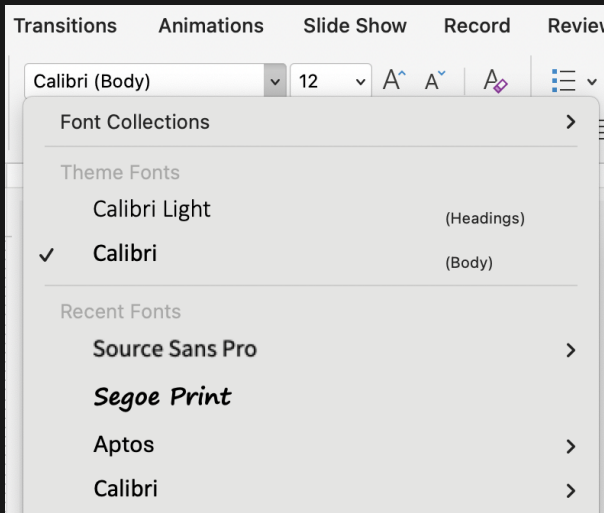 Transitions Animations Slide Show Record
Calibri (Body) 12 A A A
Font Collections
Theme Fonts
Calibri Light (Headings)
Calibri (Body)
Recent Fonts
Source Sans Pro
Segoe Print
Aptos
Calibri